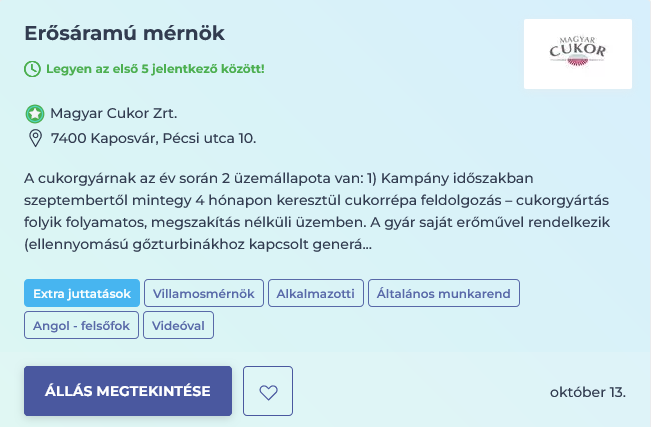 Erősáramú mérnök
MAGYAR
CUKOR
Legyen az első 5 jelentkező között!
Magyar Cukor Zrt.
7400 Kaposvár, Pécsi utca 10.
A cukorgyárnak az év során 2 üzemállapota van: 1) Kampány időszakban
szeptembertől mintegy 4 hónapon keresztül cukorrépa feldolgozás – cukorgyártás
folyik folyamatos, megszakítás nélküli üzemben. A gyár saját erőművel rendelkezik
(ellennyomású gőzturbinákhoz kapcsolt generá...
Extra juttatások Villamosmérnök Alkalmazotti Általános munkarend
Angol - felsőfok Videóval
ÁLLÁS MEGTEKINTÉSE október 13.